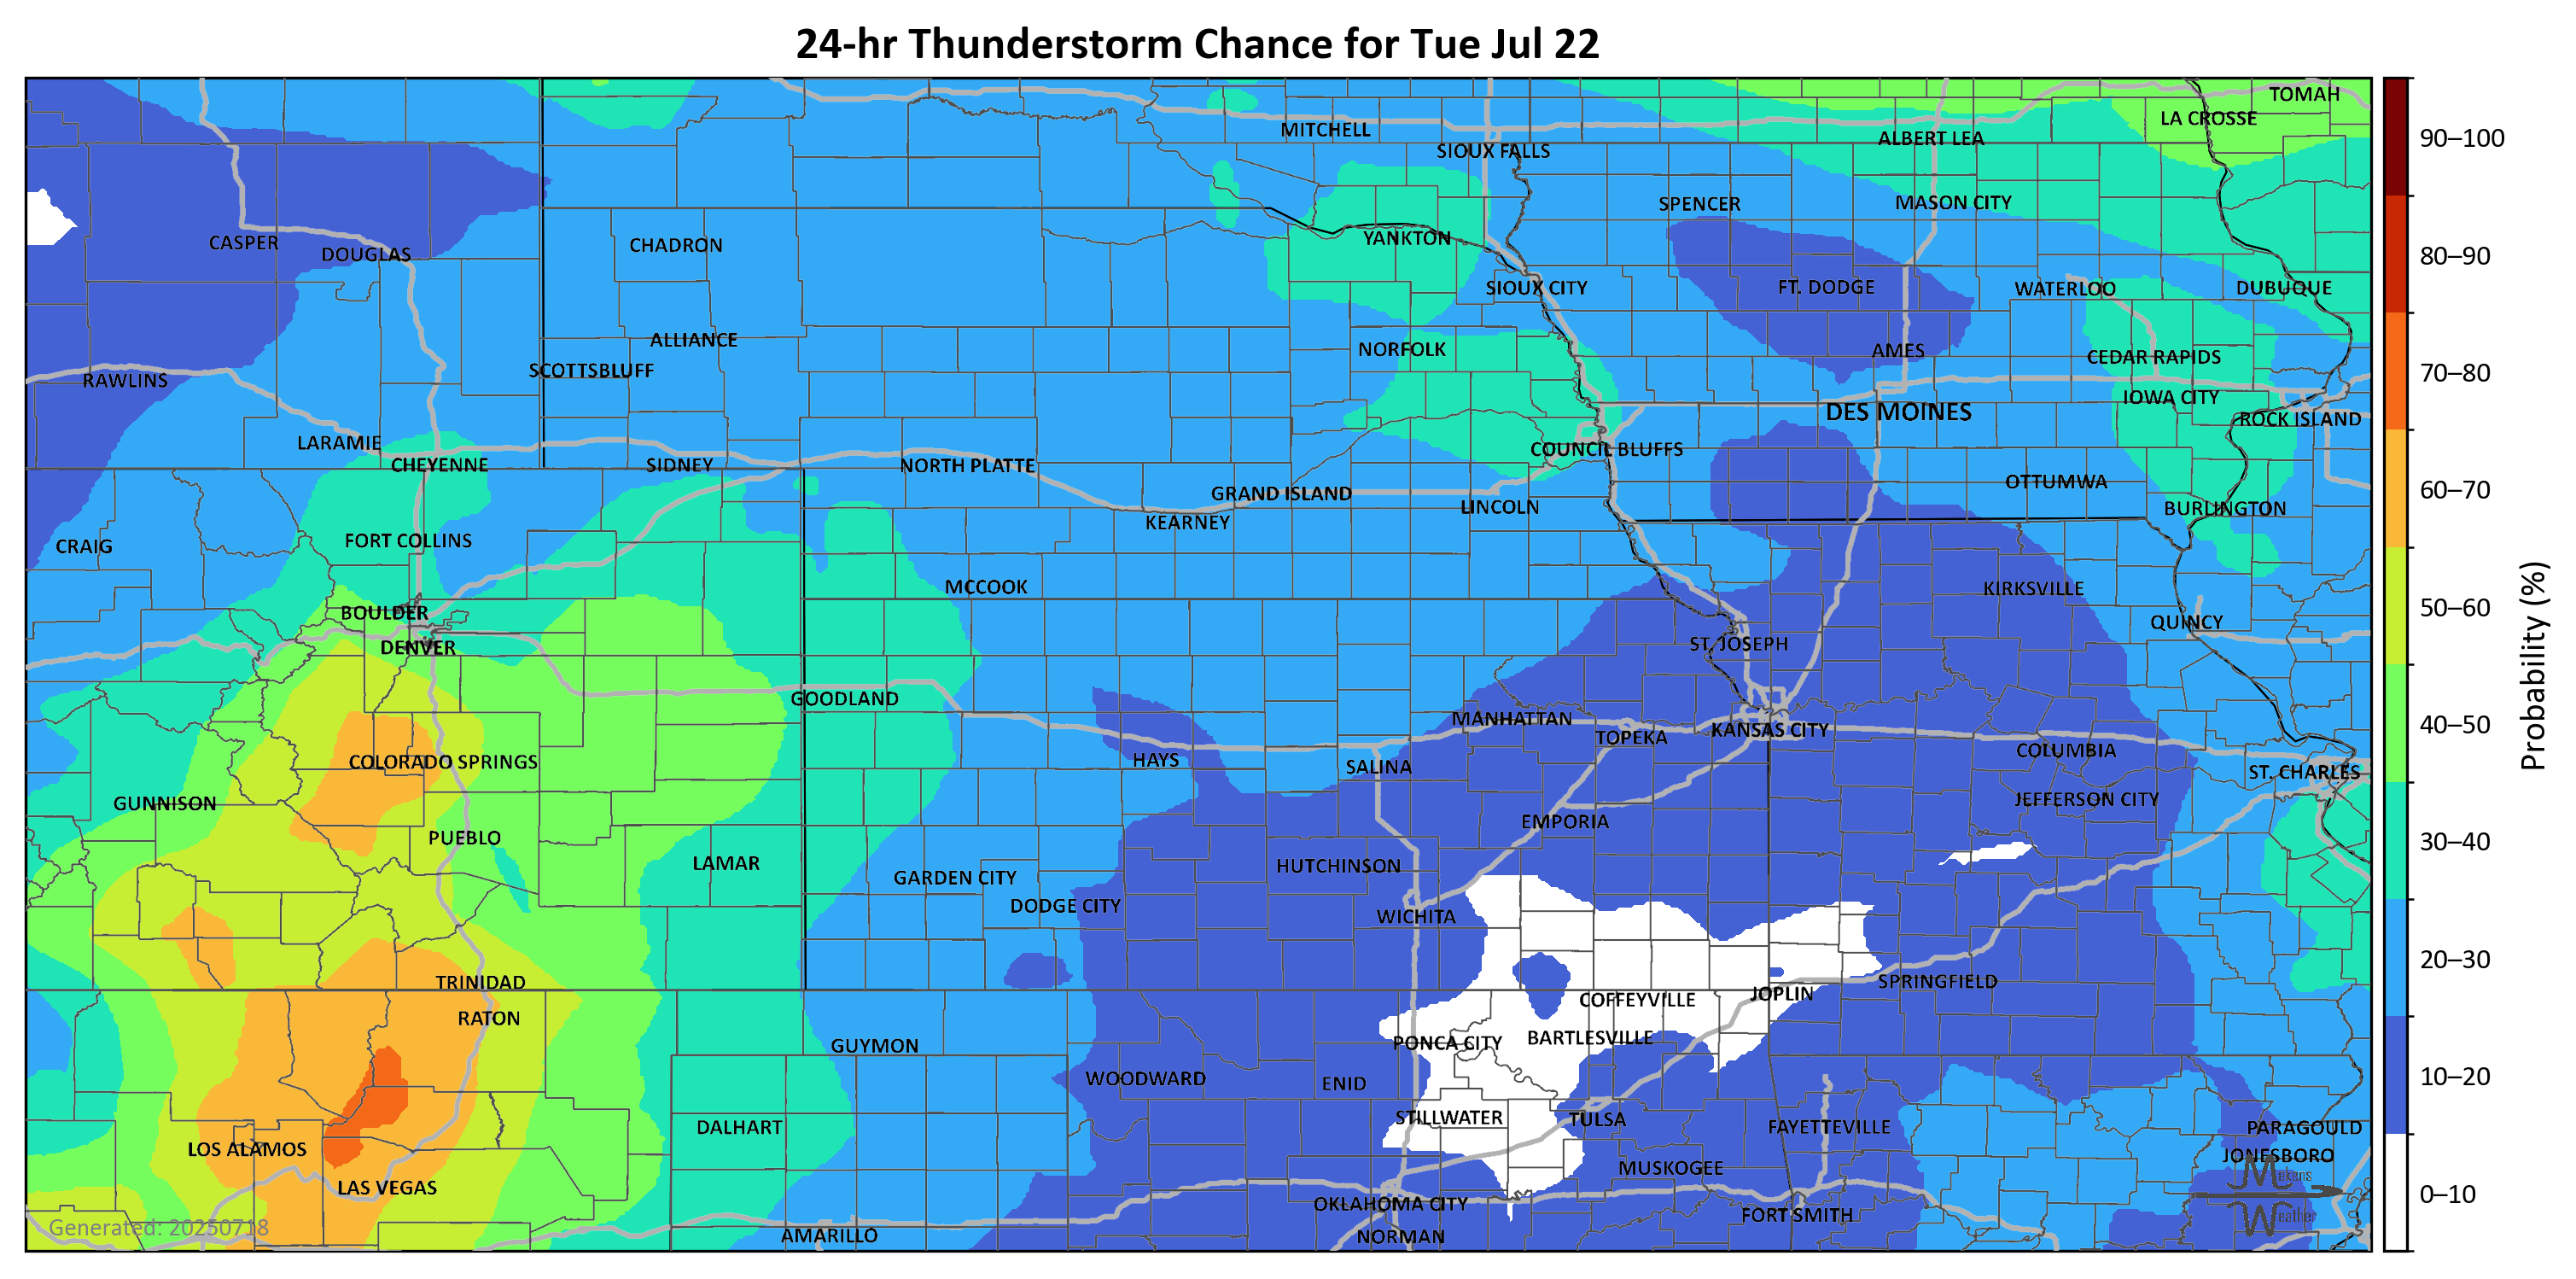 24-hr Thunderstorm Chance for Tue Jul 22
TOMAH
LA CROSSE
MITCHELL
ALBERT LEA
90–100
SIOUX FALLS
SPENCER
MASON CITY
YANKTON
CASPER
CHADRON
DOUGLAS
80–90
SIOUX CITY
FT. DODGE
WATERLOO
DUBUQUE
ALLIANCE
NORFOLK
AMES
CEDAR RAPIDS
SCOTTSBLUFF
RAWLINS
70–80
IOWA CITY
DES MOINES
ROCK ISLAND
LARAMIE
COUNCIL BLUFFS
CHEYENNE
SIDNEY
NORTH PLATTE
OTTUMWA
60–70
GRAND ISLAND
LINCOLN
BURLINGTON
KEARNEY
FORT COLLINS
CRAIG
MCCOOK
KIRKSVILLE
50–60
BOULDER
QUINCY
DENVER
ST. JOSEPH
Probability (%)
GOODLAND
MANHATTAN
40–50
KANSAS CITY
TOPEKA
COLUMBIA
COLORADO SPRINGS
HAYS
SALINA
ST. CHARLES
GUNNISON
JEFFERSON CITY
EMPORIA
PUEBLO
30–40
LAMAR
HUTCHINSON
GARDEN CITY
DODGE CITY
WICHITA
20–30
TRINIDAD
SPRINGFIELD
JOPLIN
COFFEYVILLE
RATON
BARTLESVILLE
PONCA CITY
GUYMON
WOODWARD
10–20
ENID
STILLWATER
TULSA
DALHART
FAYETTEVILLE
PARAGOULD
LOS ALAMOS
JONESBORO
MUSKOGEE
Mekens
LAS VEGAS
0–10
OKLAHOMA CITY
FORT SMITH
Weather
Generated: 20250718
AMARILLO
NORMAN